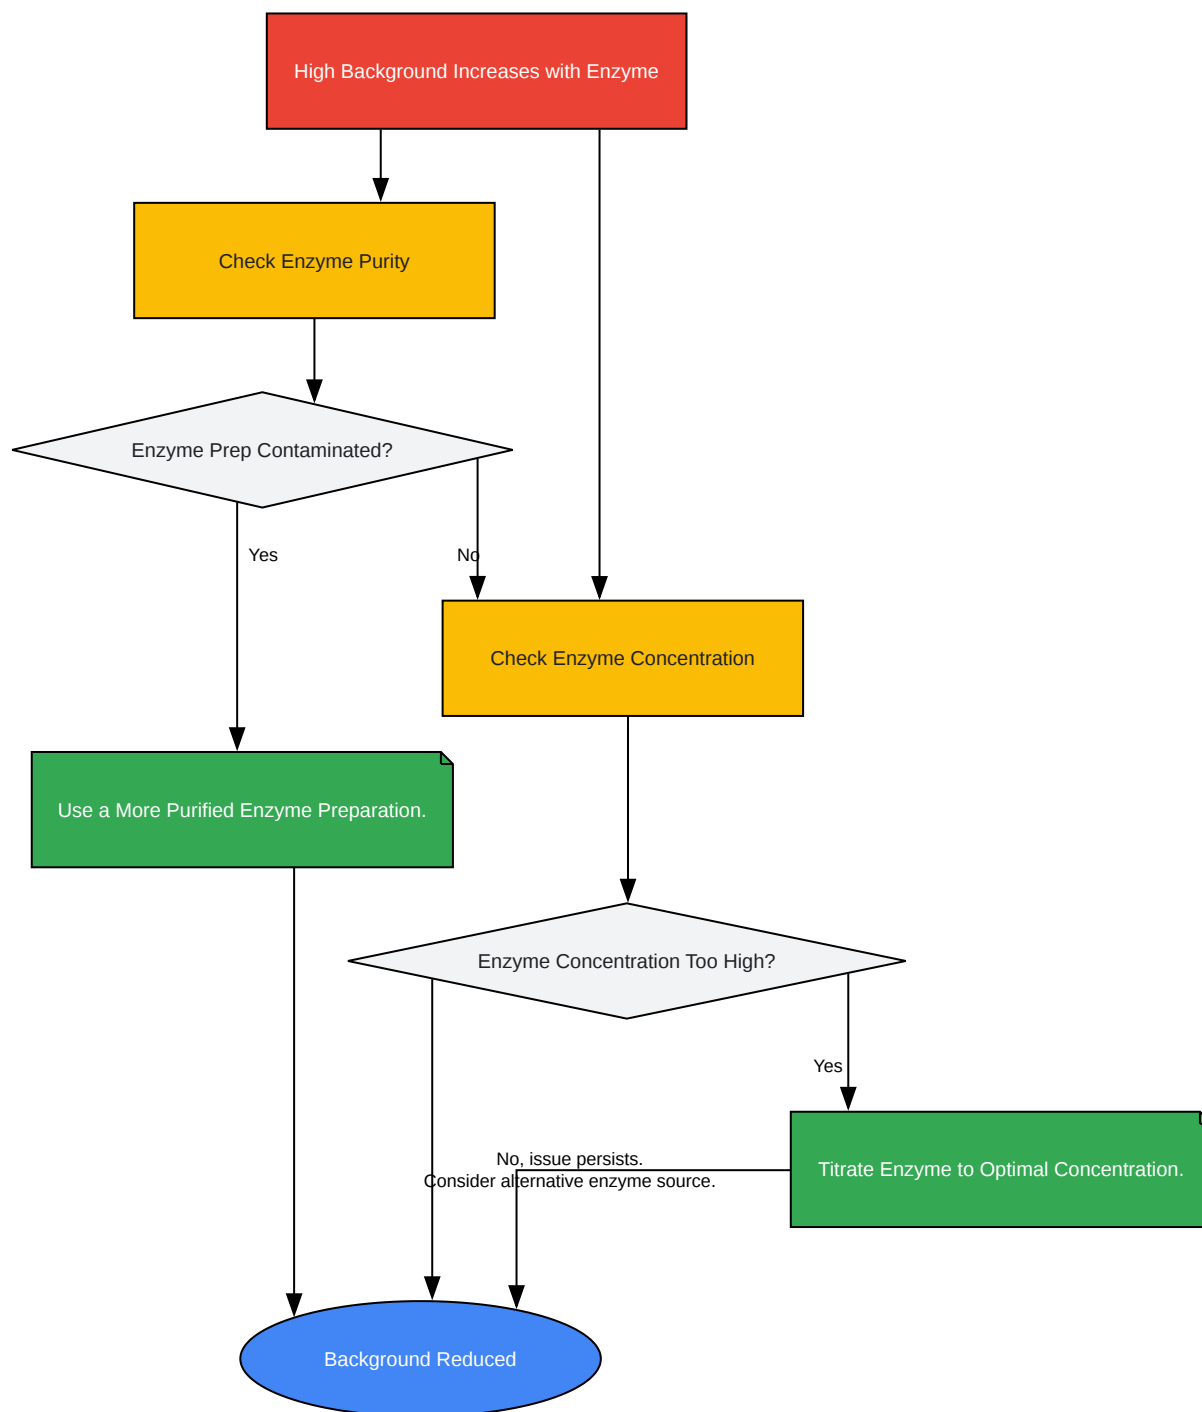 High Background Increases with Enzyme
Check Enzyme Purity
Enzyme Prep Contaminated?
Yes
No
Check Enzyme Concentration
Use a More Purified Enzyme Preparation.
Enzyme Concentration Too High?
Yes
No, issue persists.
Consider alternative enzyme source.
Titrate Enzyme to Optimal Concentration.
Background Reduced